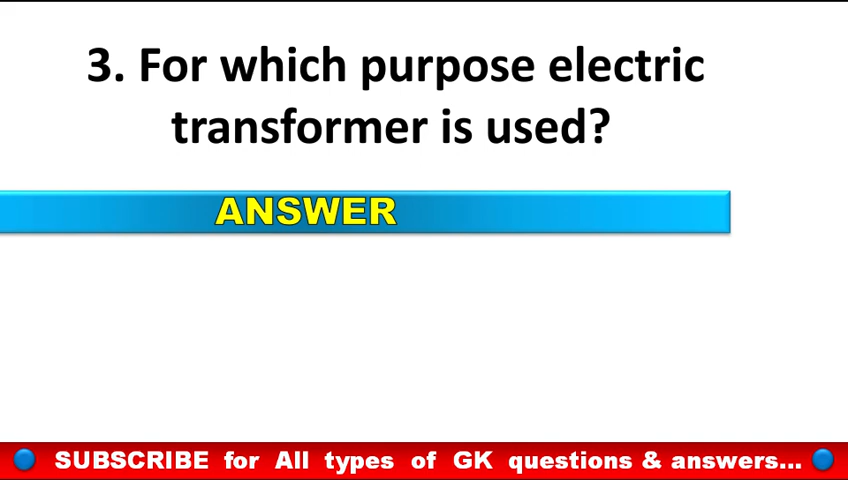 3. For which purpose electric
transformer is used?
ANSWER
SUBSCRIBE for All types of GK questions & answers...